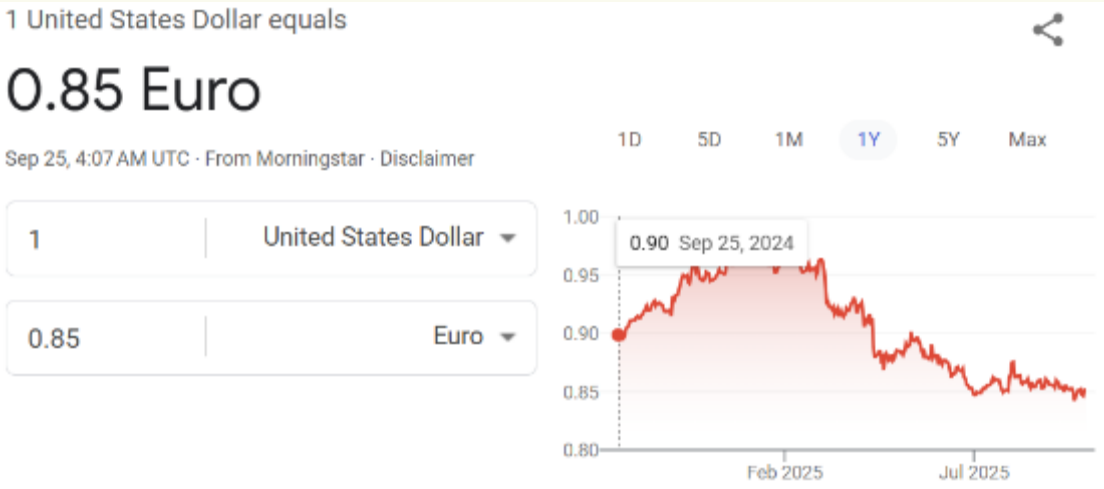 1 United States Dollar equals
0.85 Euro
Sep 25, 4:07 AM UTC · From Morningstar · Disclaimer
1 United States Dollar
0.85 Euro
1D 5D 1M 1Y 5Y Max
1.00
0.90 Sep 25, 2024
0.95
0.90
0.85
0.80
Feb 2025 Jul 2025